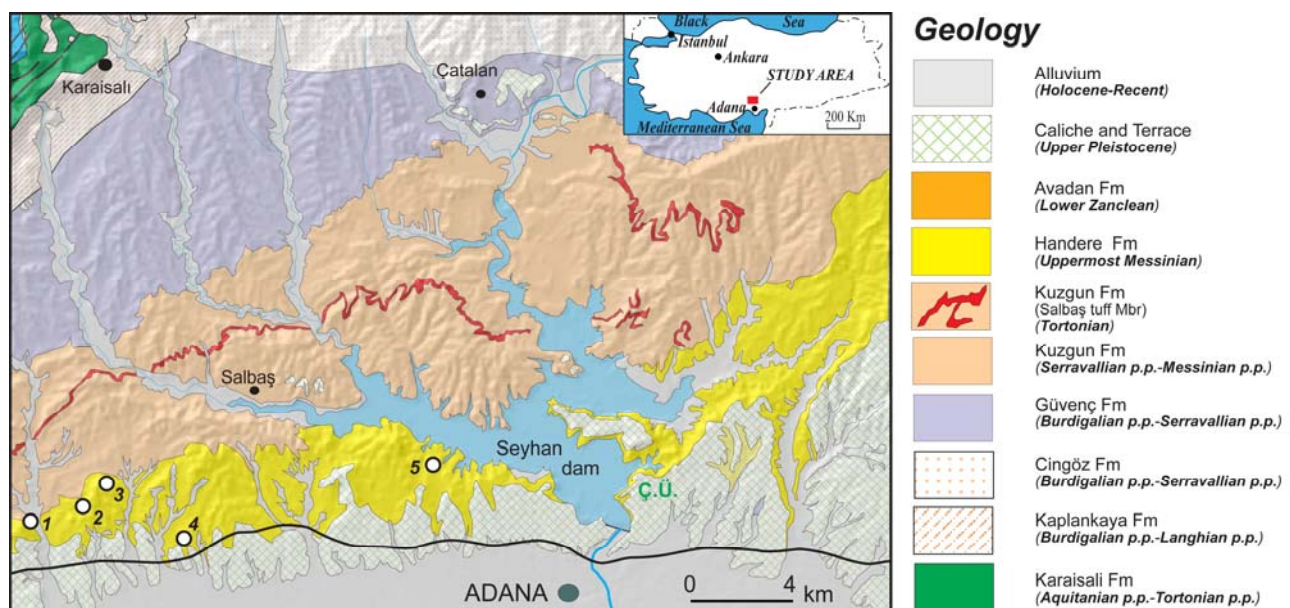 Karaisalı
Çatalan
Black Sea
Istanbul
Ankara
STUDY AREA
Adana
200 Km
Mediterranean Sea
Salbaş
Seyhan
dam
Ç.Ü.
1
2
3
4
5
ADANA
0 4
km
Geology
Alluvium
(Holocene-Recent)
Caliche and Terrace
(Upper Pleistocene)
Avadan Fm
(Lower Zanclean)
Handere Fm
(Uppermost Messinian)
Kuzgun Fm
(Salbaş tuff Mbr)
(Tortonian)
Kuzgun Fm
(Serravallian p.p.-Messinian p.p.)
Güvenç Fm
(Burdigalian p.p.-Serravallian p.p.)
Cingöz Fm
(Burdigalian p.p.-Serravallian p.p.)
Kaplankaya Fm
(Burdigalian p.p.-Langhian p.p.)
Karaisali Fm
(Aquitanian p.p.-Tortonian p.p.)